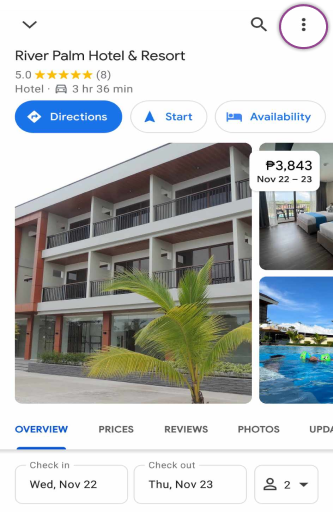 River Palm Hotel & Resort
5.0 (8)
Hotel · 3 hr 36 min
Directions
Start
Availability
₱3,843
Nov 22 – 23
OVERVIEW
PRICES
REVIEWS
PHOTOS
UPDA
Check in
Wed, Nov 22
Check out
Thu, Nov 23
2